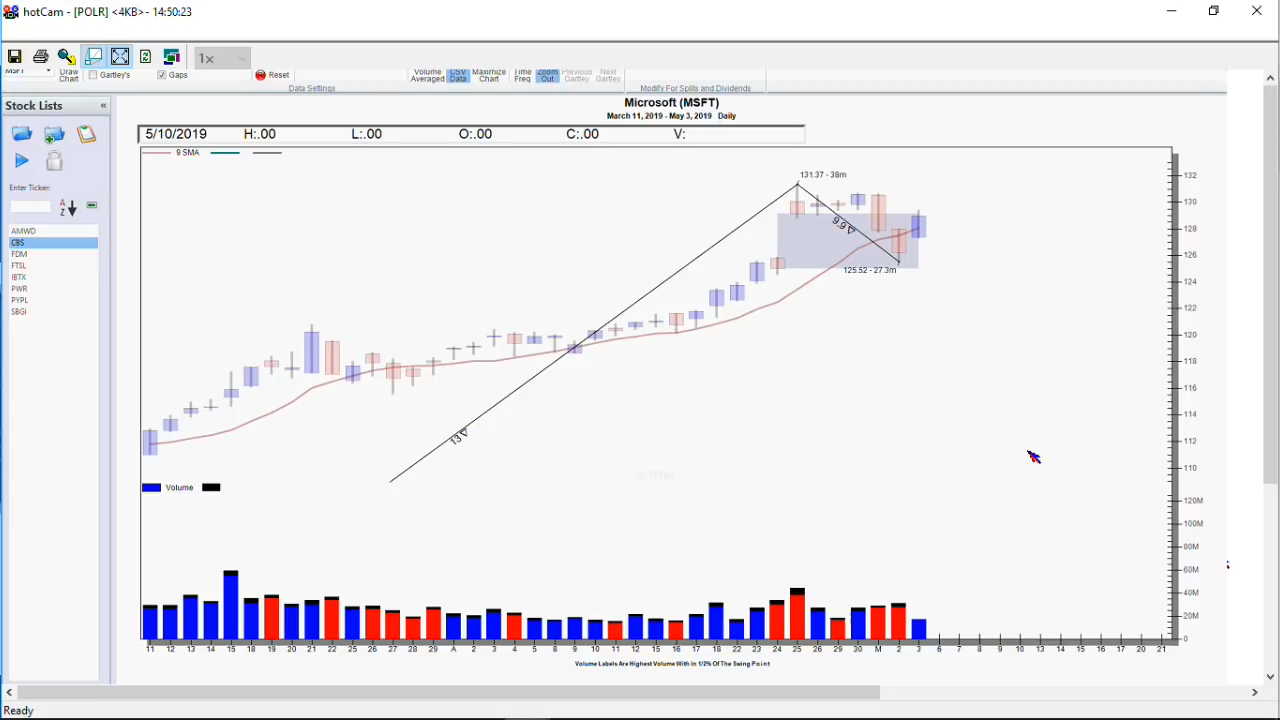 hotCam - [POLR] <4KB> - 14:50:23
1x
MSFT
Draw
Chart
Gartley's
Gaps
Reset
Volume
Averaged
CSV
Data
Maximize
Chart
Time
Freq
Zoom
Out
Previous
Gartley
Next
Gartley
Data Settings
Modify For Splits and Dividends
Stock Lists
«
Enter Ticker:
A
Z
AMWD
CBS
FDM
FTSL
IBTX
PWR
PYPL
SBGI
Microsoft (MSFT)
March 11, 2019 - May 3, 2019 Daily
5/10/2019 H:.00 L:.00 O:.00 C:.00 V:
9 SMA
131.37 - 38m
9.9
125.52 - 27.3m
13
132
130
128
126
124
122
120
118
116
114
112
110
Volume
120M
100M
80M
60M
40M
20M
0
11 12 13 14 15 18 19 20 21 22 25 26 27 28 29 A 2 3 4 5 8 9 10 11 12 15 16 17 18 22 23 24 25 26 29 30 M 2 3 6 7 8 9 10 13 14 15 16 17 20 21
Volume Labels Are Highest Volume With In 1/2% Of The Swing Point
Ready